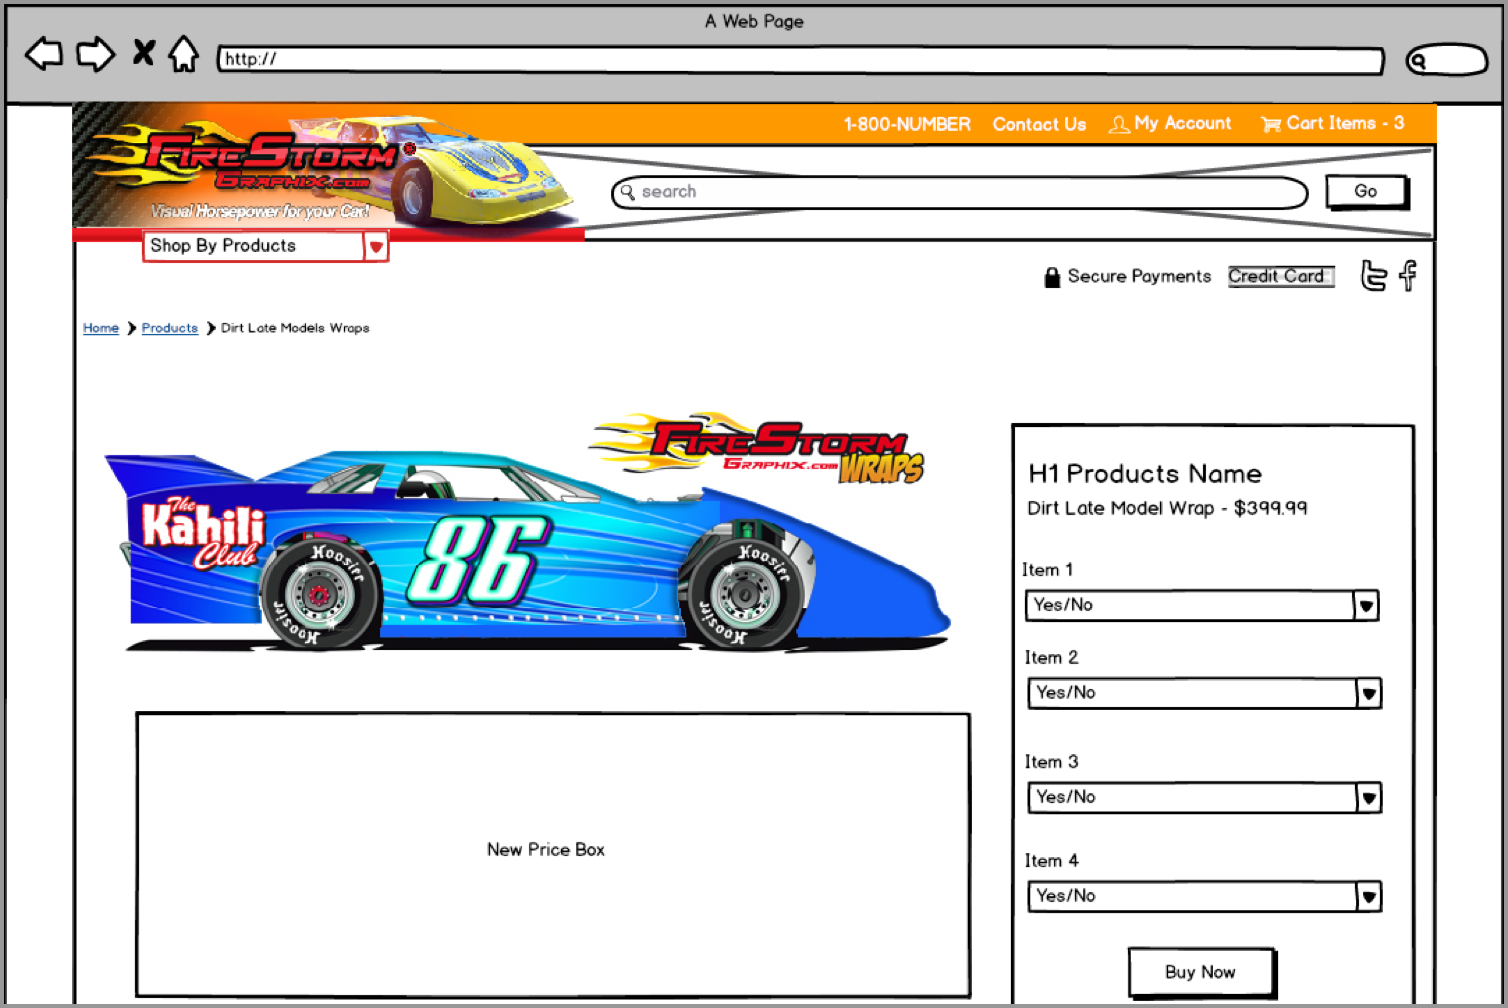 A Web Page
http://
1-800-NUMBER Contact Us My Account Cart Items - 3
FireStorm
Graphix.com
Visual Horsepower for your Car!
search
Go
Shop By Products
Secure Payments Credit Card
Home Products Dirt Late Models Wraps
FireStorm
Graphix.com WRAPS
The
Kahili
Club
86
Hoosier
Hoosier
Hoosier
Hoosier
H1 Products Name
Dirt Late Model Wrap - $399.99
Item 1
Yes/No
Item 2
Yes/No
Item 3
Yes/No
Item 4
Yes/No
Buy Now
New Price Box